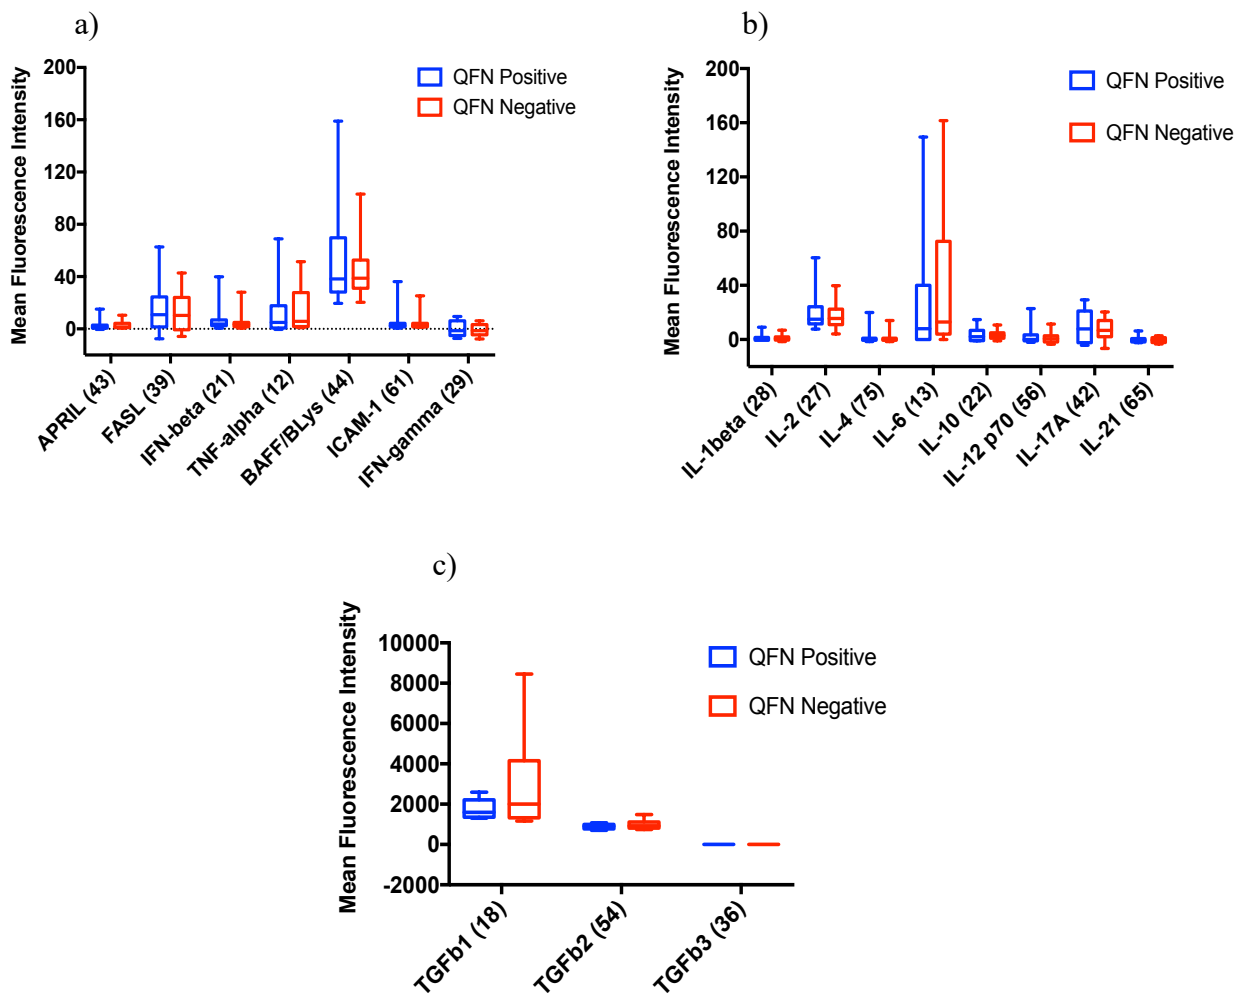 a)
Mean Fluorescence Intensity
200
160
120
80
40
0
QFN Positive
QFN Negative
APRIL (43)
FASL (39)
IFN-beta (21)
TNF-alpha (12)
BAFF/BLys (44)
ICAM-1 (61)
IFN-gamma (29)
b)
Mean Fluorescence Intensity
200
160
120
80
40
0
QFN Positive
QFN Negative
IL-1beta (28)
IL-2 (27)
IL-4 (75)
IL-6 (13)
IL-10 (22)
IL-12 p70 (56)
IL-17A (42)
IL-21 (65)
c)
Mean Fluorescence Intensity
10000
8000
6000
4000
2000
0
-2000
QFN Positive
QFN Negative
TGFb1 (18)
TGFb2 (54)
TGFb3 (36)